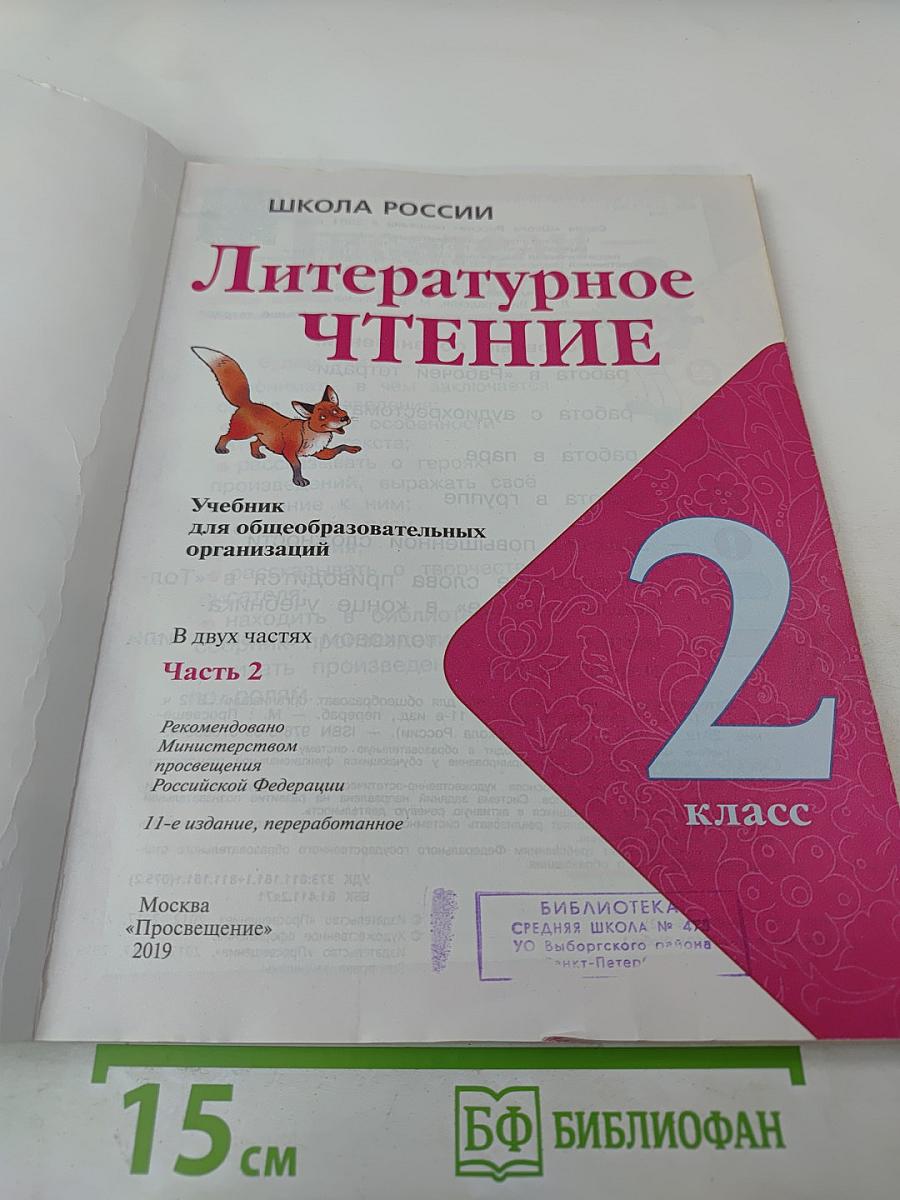 ШКОЛА РОССИИ
Литературное
ЧТЕНИЕ
Учебник
для общеобразовательных
организаций
В двух частях
Часть 2
Рекомендовано
Министерством
просвещения
Российской Федерации
11-е издание, переработанное
Москва
«Просвещение»
2019
2
класс
БИБЛИОТЕКА
СРЕДНЯЯ ШКОЛА №
УО Выборгского района
15 см
БФ БИБЛИОФАН